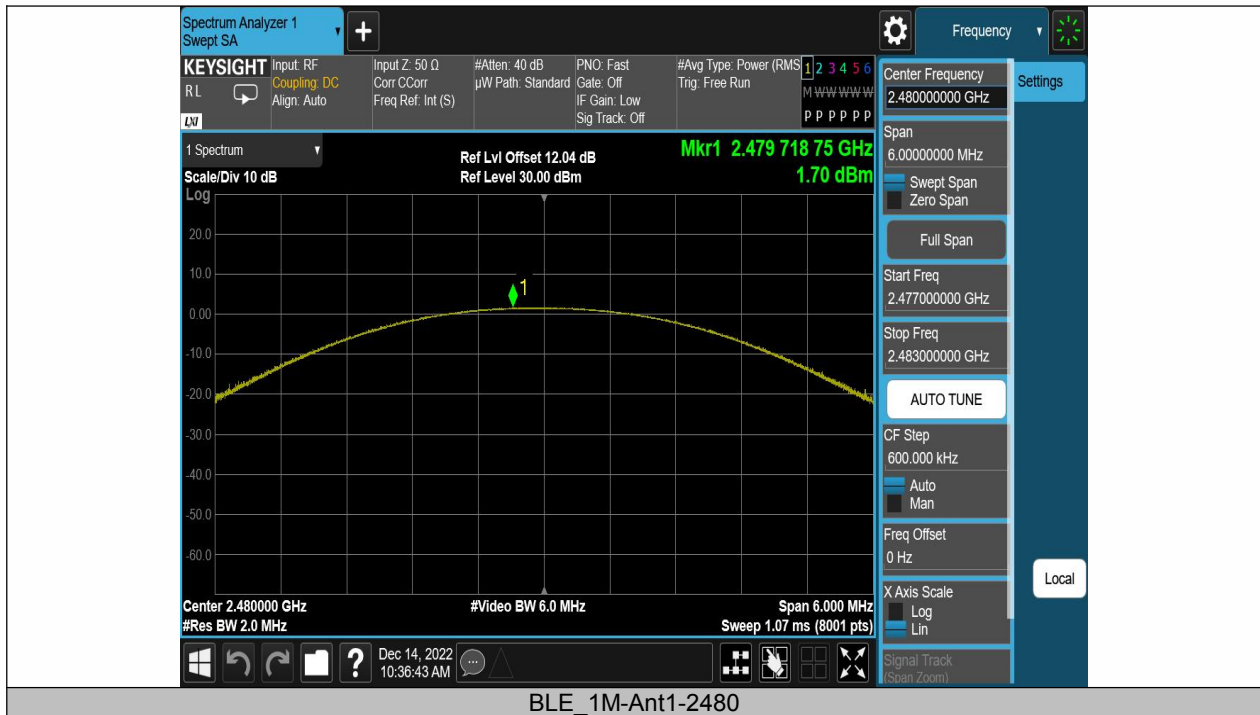 Spectrum Analyzer 1
Swept SA
+
Frequency
KEYSIGHT
RL
LXI
Input: RF
Coupling: DC
Align: Auto
Input Z: 50 Ω
Corr CCorr
Freq Ref: Int (S)
#Atten: 40 dB
µW Path: Standard
PNO: Fast
Gate: Off
IF Gain: Low
Sig Track: Off
#Avg Type: Power (RMS
Trig: Free Run
1 2 3 4 5 6
M W W W W W
P P P P P P
1 Spectrum
Scale/Div 10 dB
Log
Ref Lvl Offset 12.04 dB
Ref Level 30.00 dBm
Mkr1 2.479 718 75 GHz
1.70 dBm
20.0
10.0
0.00
-10.0
-20.0
-30.0
-40.0
-50.0
-60.0
1
Center 2.480000 GHz
#Res BW 2.0 MHz
#Video BW 6.0 MHz
Span 6.000 MHz
Sweep 1.07 ms (8001 pts)
Center Frequency
2.480000000 GHz
Settings
Span
6.00000000 MHz
Swept Span
Zero Span
Full Span
Start Freq
2.477000000 GHz
Stop Freq
2.483000000 GHz
AUTO TUNE
CF Step
600.000 kHz
Auto
Man
Freq Offset
0 Hz
X Axis Scale
Log
Lin
Signal Track
(Span Zoom)
Local
?
Dec 14, 2022
10:36:43 AM
BLE_1M-Ant1-2480